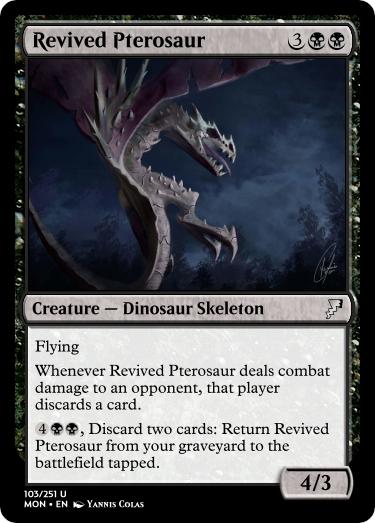 Revived Pterosaur 3
Creature — Dinosaur Skeleton
Flying
Whenever Revived Pterosaur deals combat
damage to an opponent, that player
discards a card.
4, Discard two cards: Return Revived
Pterosaur from your graveyard to the
battlefield tapped.
4/3
103/251 U
MON • EN Yannis Colas